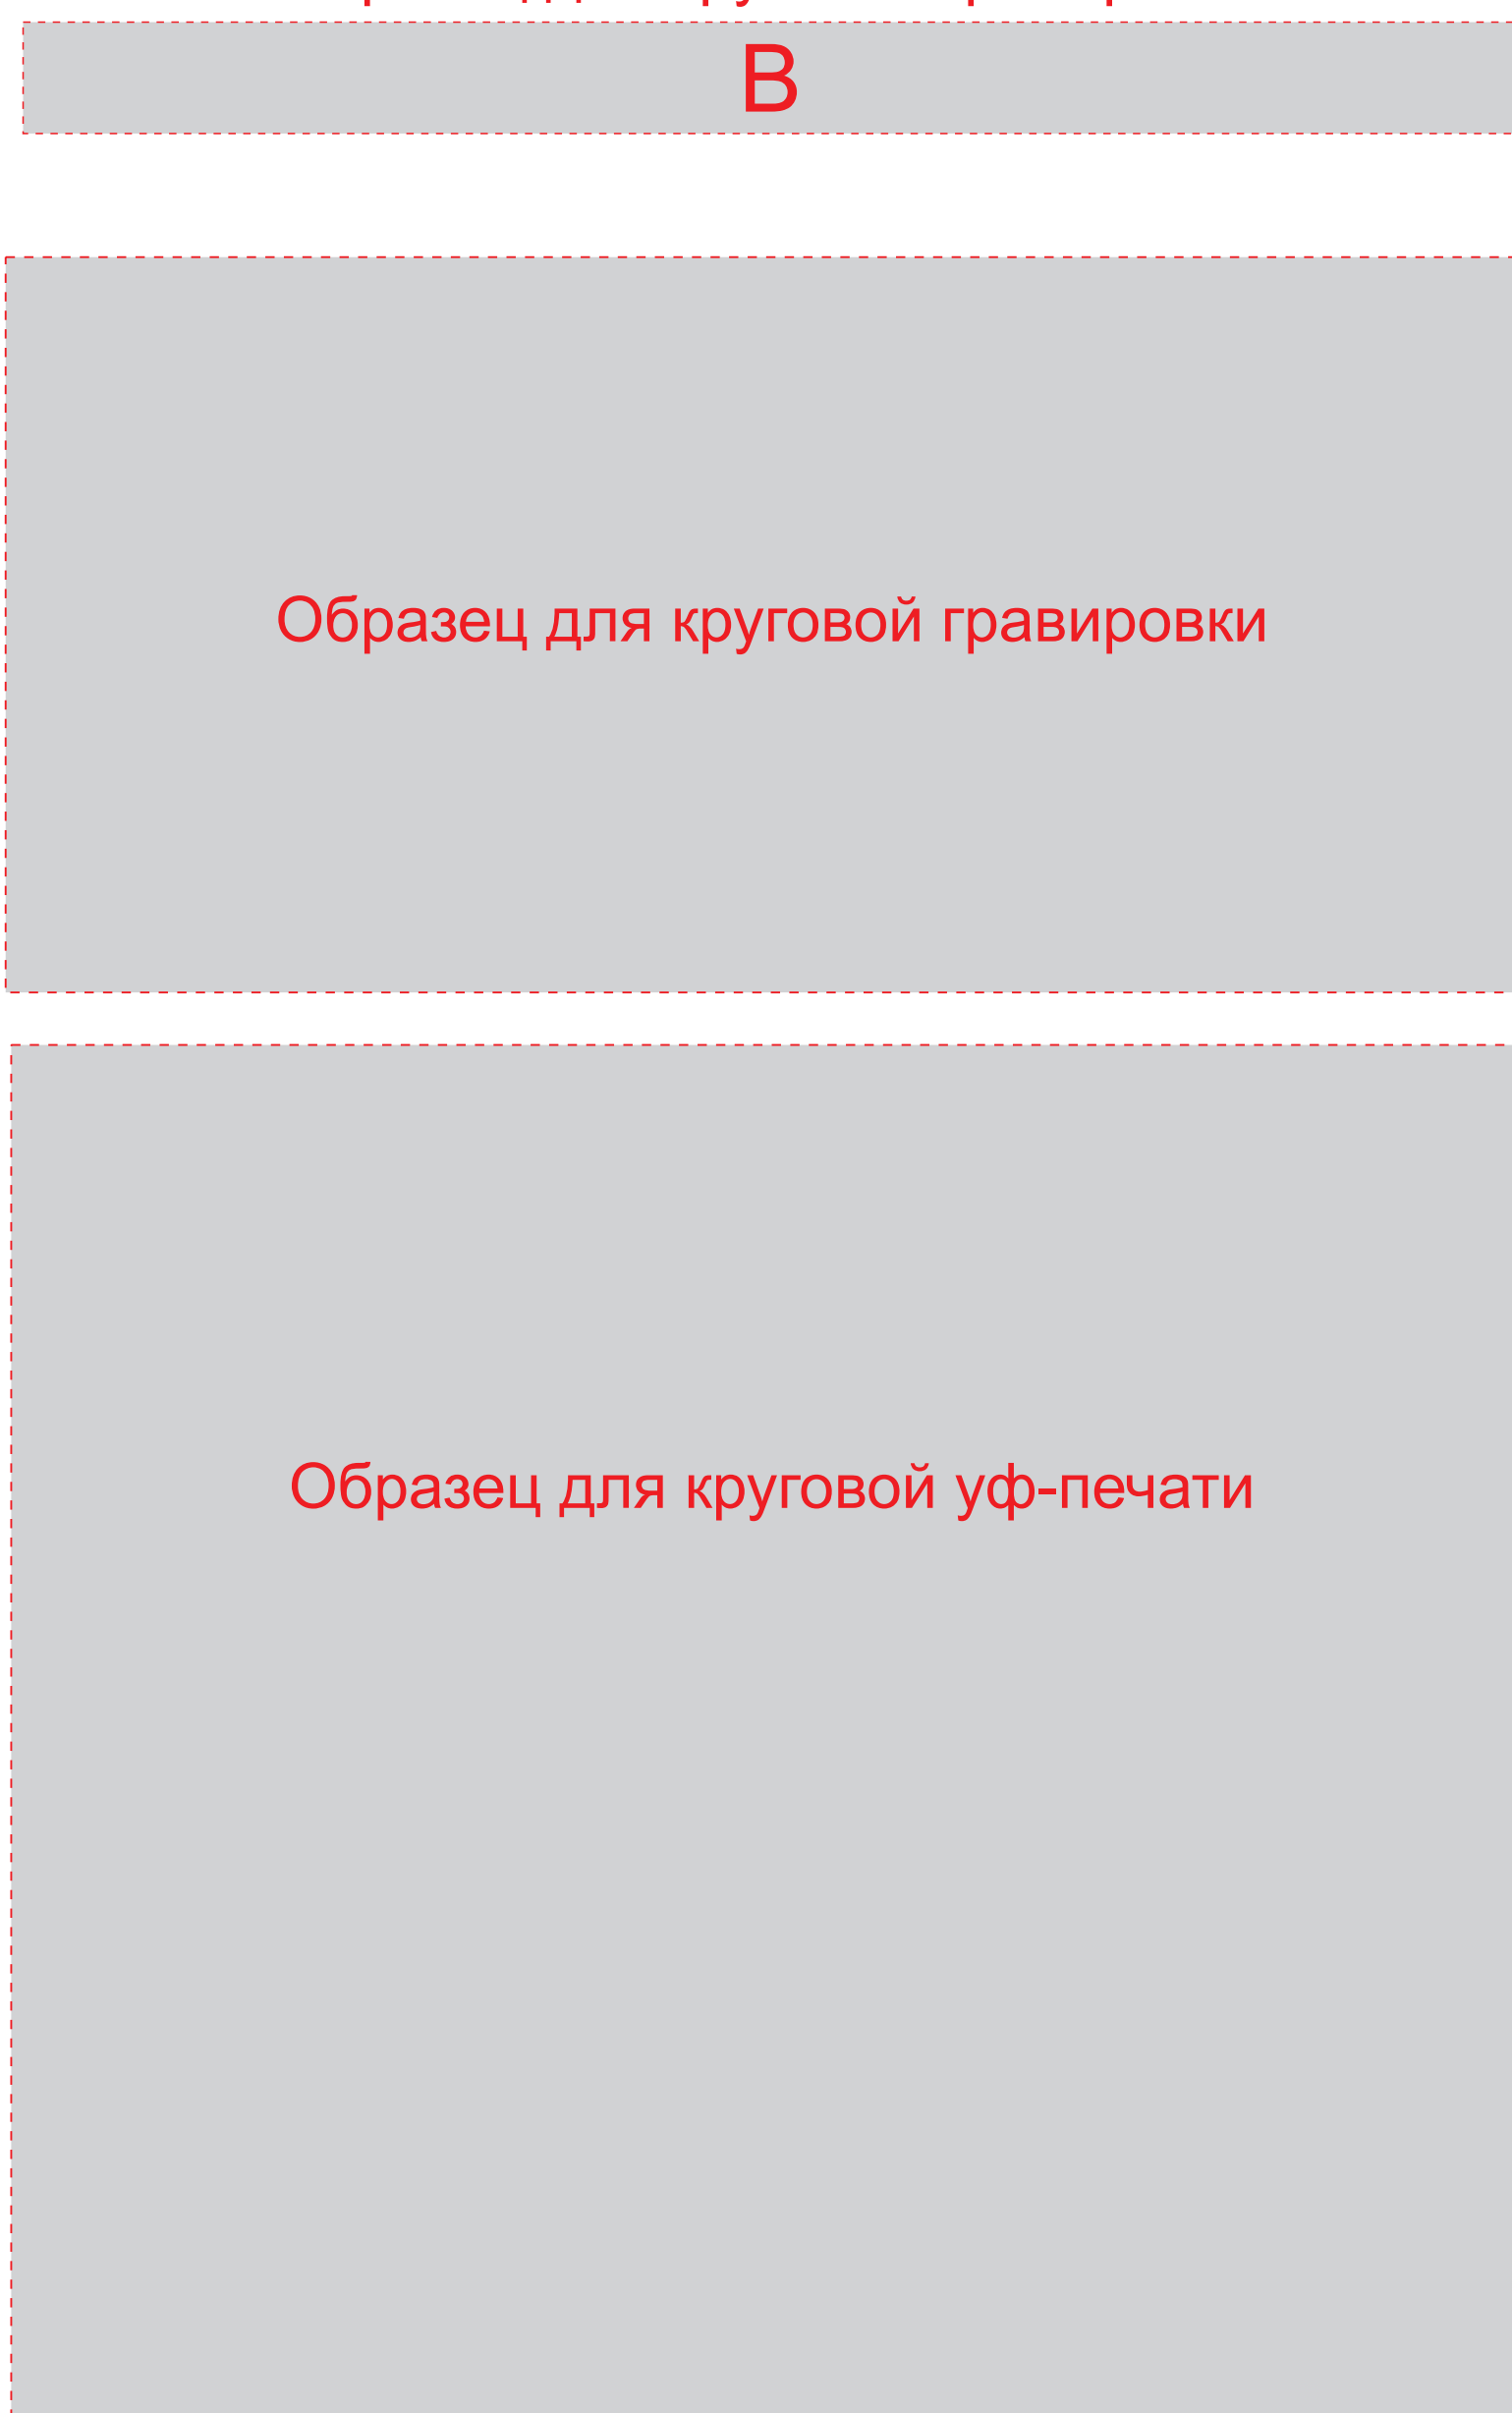 В
Образец для круговой гравировки
Образец для круговой уф-печати